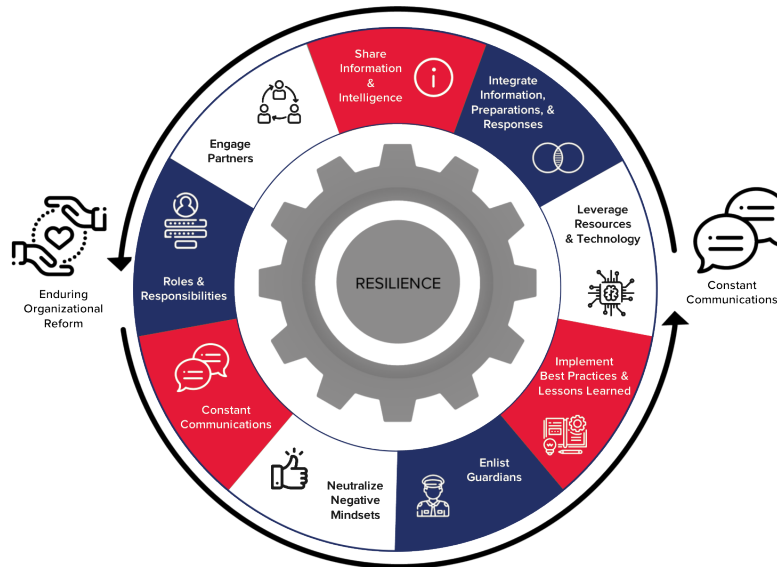 Share
Information
&
Intelligence
Integrate
Information,
Preparations, &
Responses
Engage
Partners
Leverage
Resources
& Technology
Roles &
Responsibilities
RESILIENCE
Enduring
Organizational
Reform
Constant
Communications
Implement
Best Practices &
Lessons Learned
Constant
Communications
Enlist
Guardians
Neutralize
Negative
Mindsets